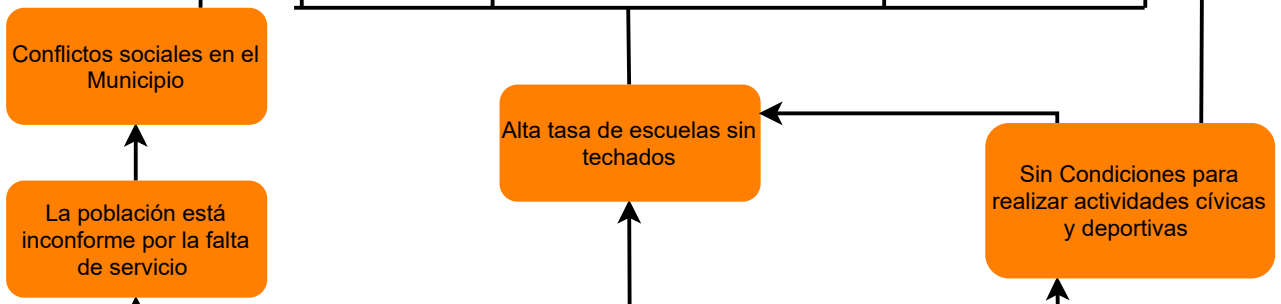 Conflictos sociales en el
Municipio
Alta tasa de escuelas sin
techados
Sin Condiciones para
realizar actividades cívicas
y deportivas
La población está
inconforme por la falta
de servicio